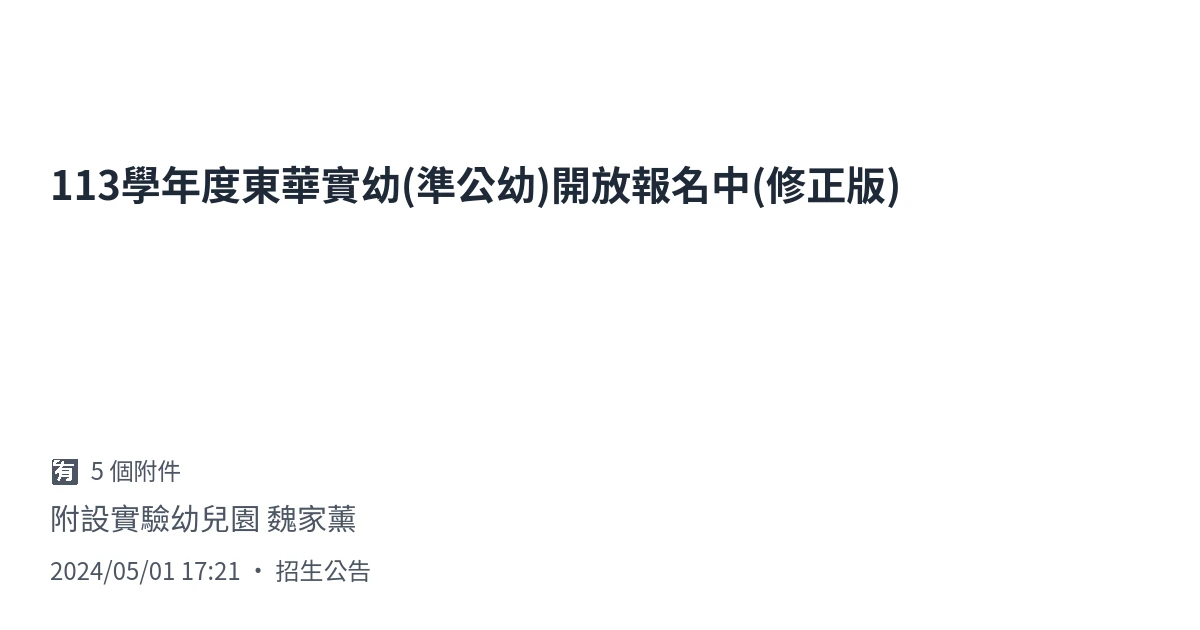 113學年度東華實幼(準公幼)開放報名中(修正版)
🈶 5 個附件
附設實驗幼兒園 魏家薰
2024/05/01 17:21 • 招生公告